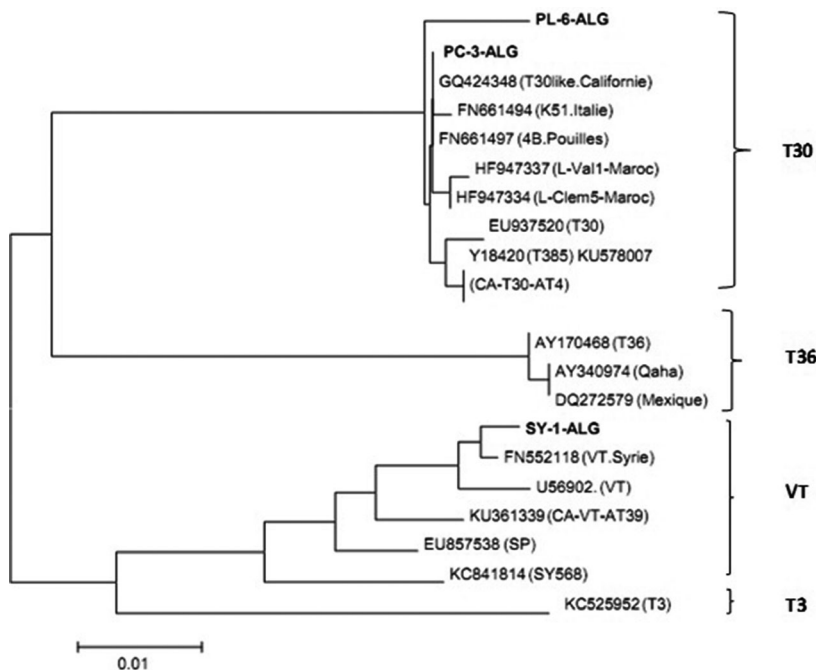 PL-6-ALG
PC-3-ALG
GQ424348 (T30like.Californie)
FN661494 (K51.Italie)
FN661497 (4B.Pouilles)
HF947337 (L-Val1-Maroc)
HF947334 (L-Clem5-Maroc)
EU937520 (T30)
Y18420 (T385) KU578007
(CA-T30-AT4)
T30
AY170468 (T36)
AY340974 (Qaha)
DQ272579 (Mexique)
T36
SY-1-ALG
FN552118 (VT.Syrie)
U56902. (VT)
KU361339 (CA-VT-AT39)
EU857538 (SP)
KC841814 (SY568)
VT
KC525952 (T3)
T3
0.01